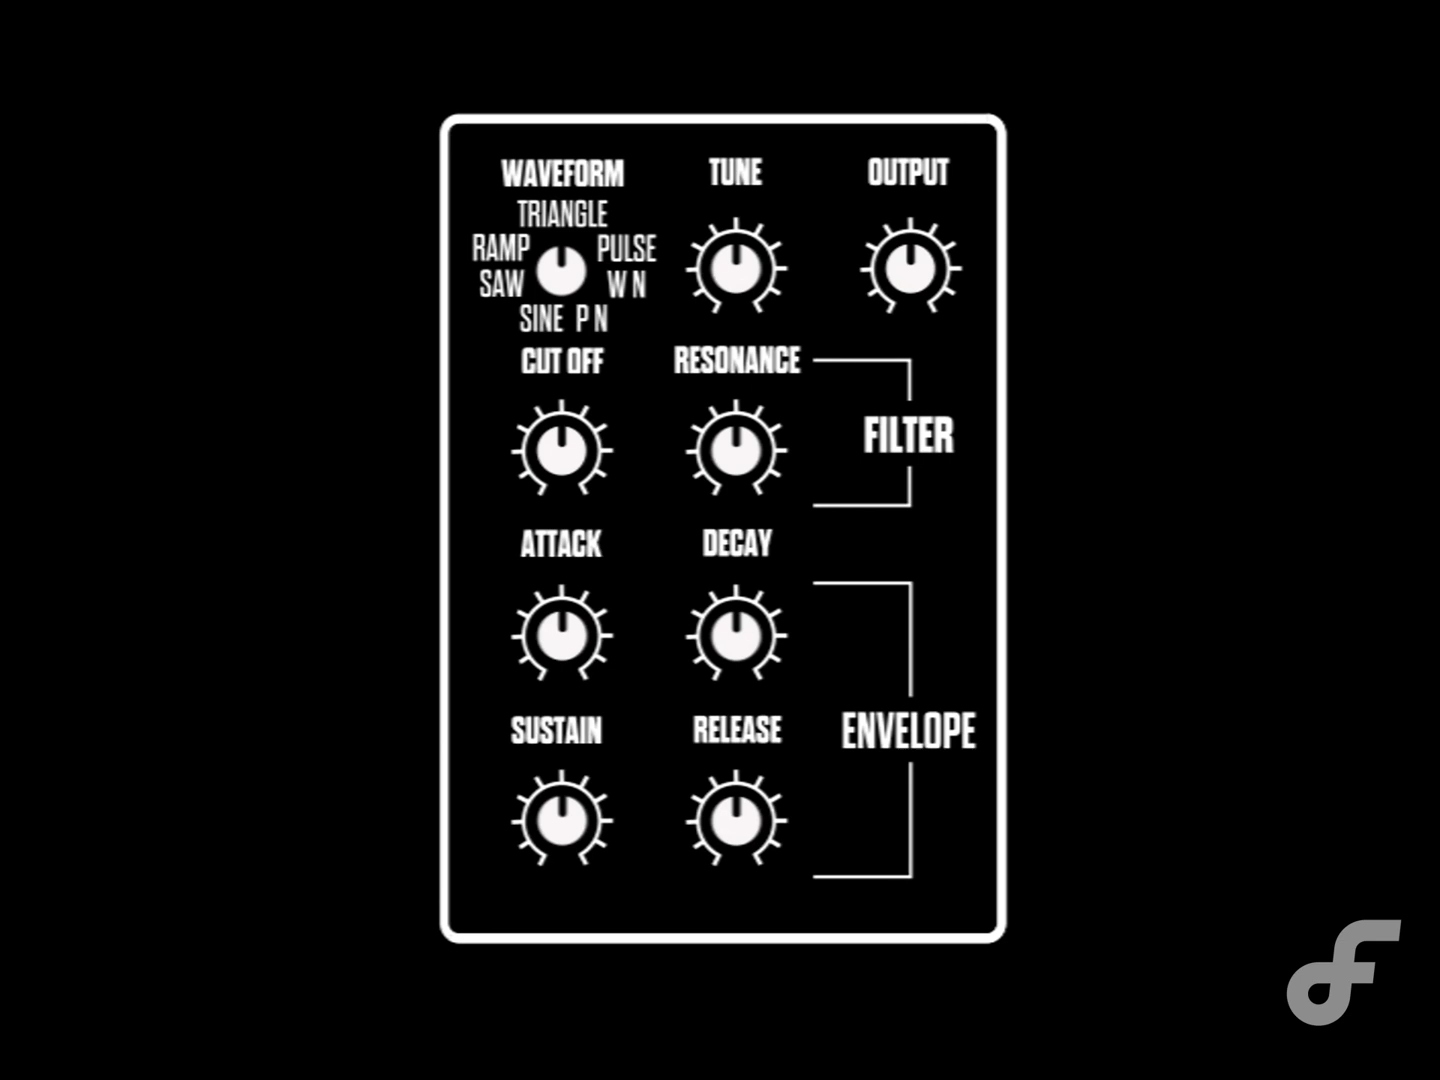 WAVEFORM
TUNE
OUTPUT
TRIANGLE
RAMP
PULSE
SAW
W N
SINE P N
CUT OFF
RESONANCE
FILTER
ATTACK
DECAY
SUSTAIN
RELEASE
ENVELOPE